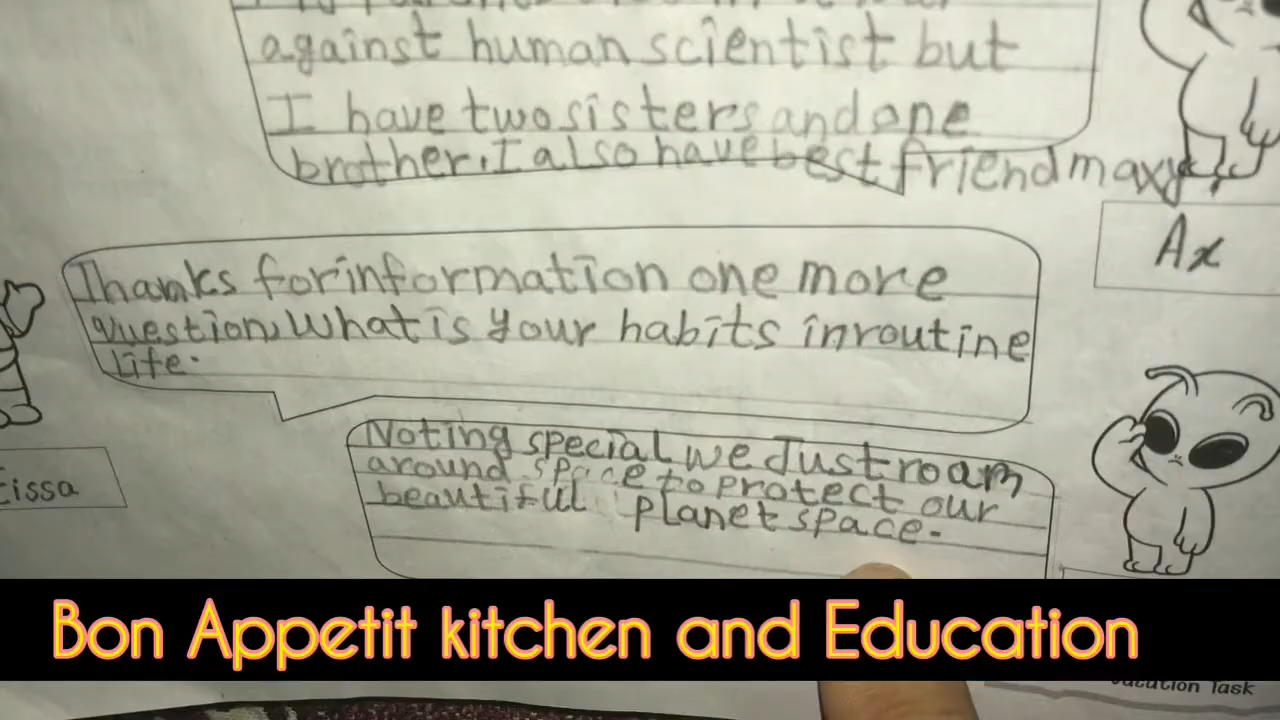 against human scientist but
I have two sisters and one
brother. I also have best friend maxy.
Ax
Thanks for information one more
question, What is your habits in routine
Life.
issa
Noting special we Just roam
around space to protect our
beautiful planet space.
Bon Appetit kitchen and Education
Vacation Task